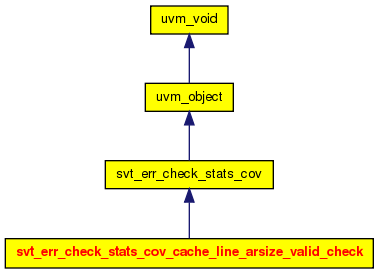 uvm_void
uvm_object
svt_err_check_stats_cov
svt_err_check_stats_cov_cache_line_arsize_valid_check